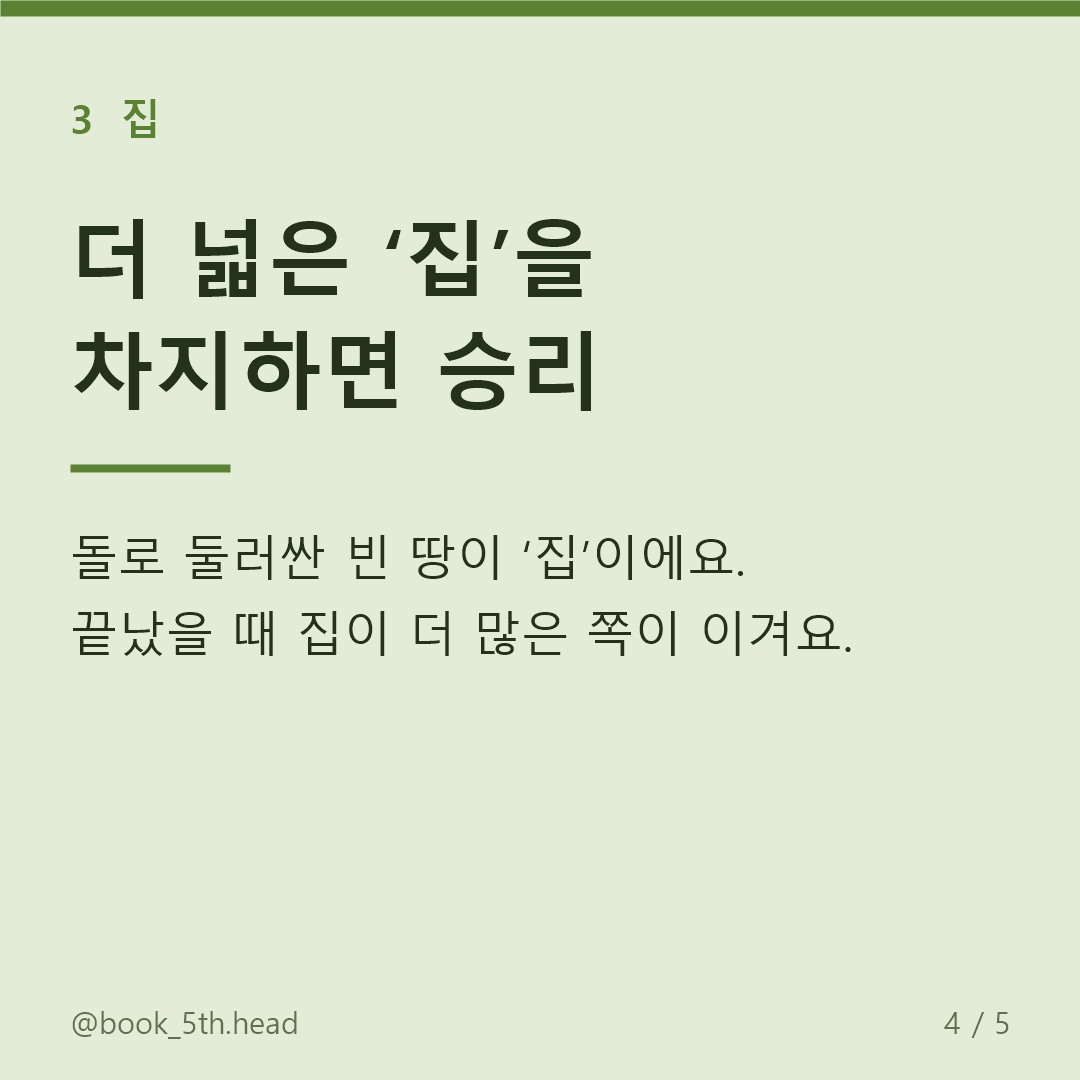 3 집
더 넓은 ‘집’을
차지하면 승리
돌로 둘러싼 빈 땅이 ‘집’이에요.
끝났을 때 집이 더 많은 쪽이 이겨요.
@book_5th.head
4 / 5